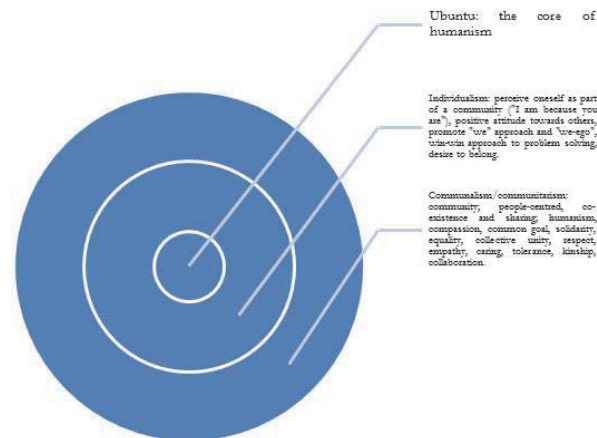 Ubuntu: the core of
humanism
Individualism: perceive oneself as part
of a community ("I am because you
are"), positive attitude towards others,
promote "we" approach and "we-ego",
win-win approach to problem solving,
desire to belong.
Communalism/communitarism:
community, people-centred, co-
existence and sharing, humanism,
compassion, common goal, solidarity,
equality, collective unity, respect,
empathy, caring, tolerance, kinship,
collaboration.